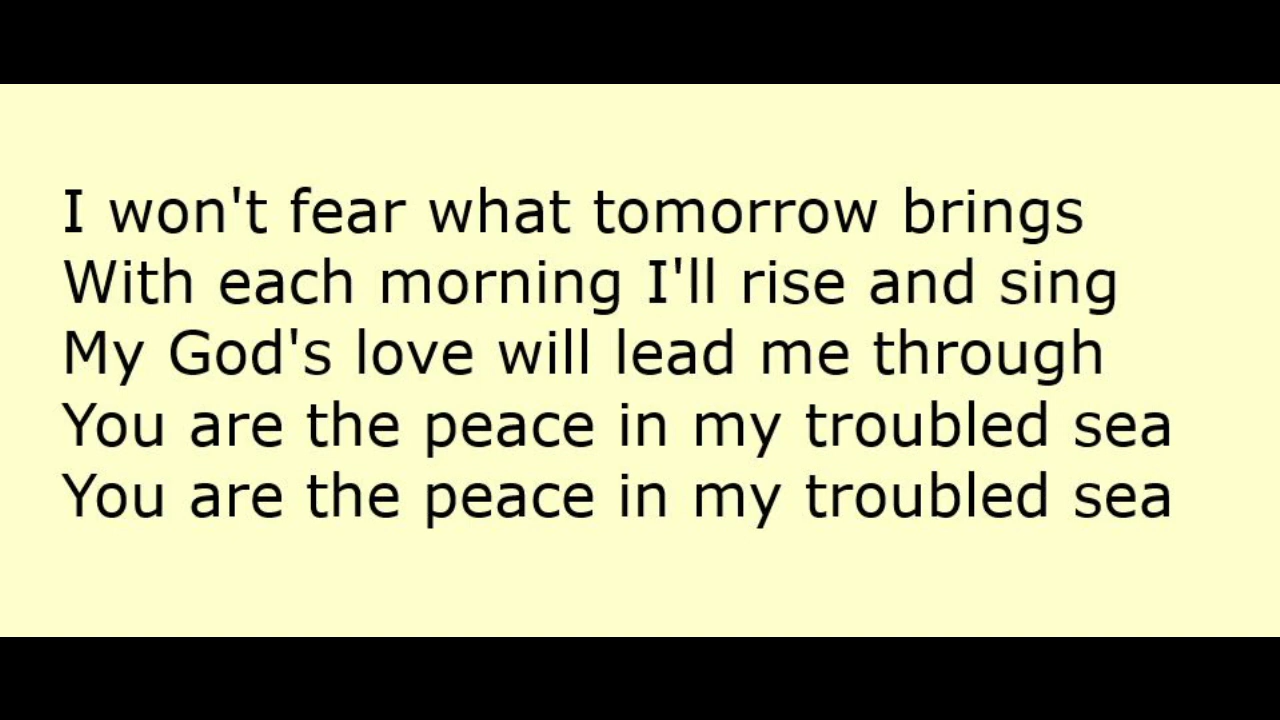 I won't fear what tomorrow brings
With each morning I'll rise and sing
My God's love will lead me through
You are the peace in my troubled sea
You are the peace in my troubled sea